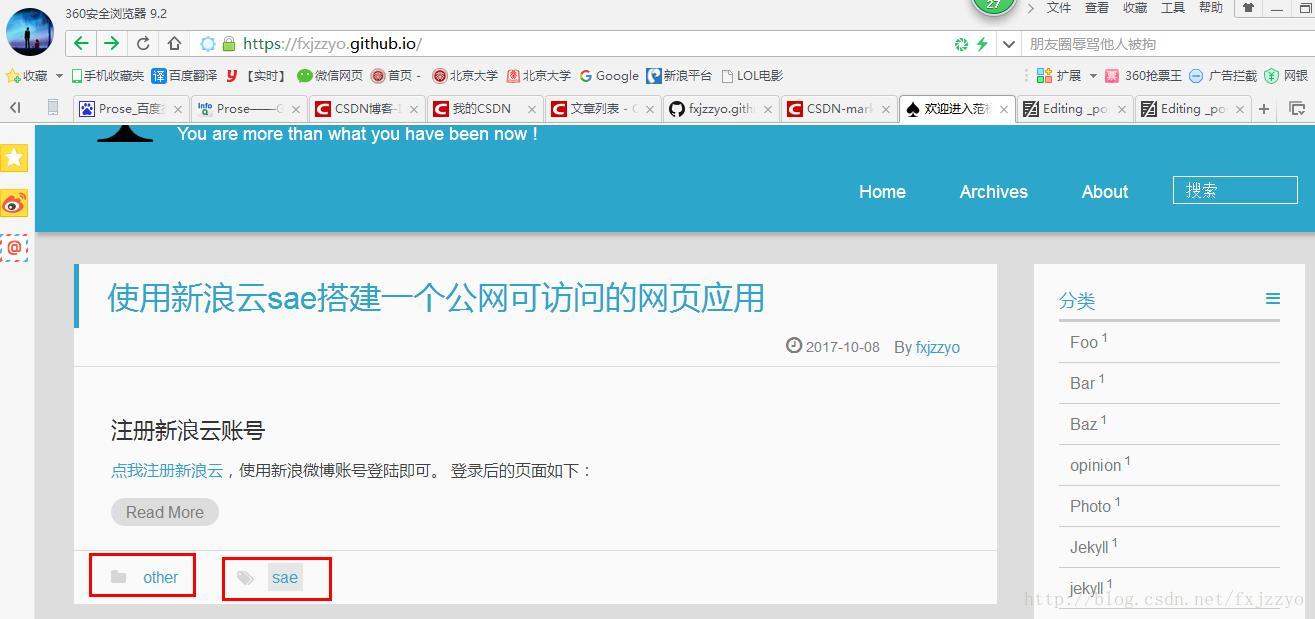 360安全浏览器 9.2
27
文件 查看 收藏 工具 帮助
https://fxjzzyo.github.io/
朋友圈辱骂他人被拘
收藏 手机收藏夹 译 百度翻译 y 【实时】 微信网页 首页 - 北京大学 北京大学 Google 新浪平台 LOL电影 扩展 票 360抢票王 广告拦截 网银
Prose_百度 Info Prose——G CSDN博客- 我的CSDN 文章列表 - C fxjzzyo.gith CSDN-mar 欢迎进入范 Editing _po Editing _po
You are more than what you have been now !
Home Archives About 搜索
@
使用新浪云sae搭建一个公网可访问的网页应用
2017-10-08 By fxjzzyo
注册新浪云账号
点我注册新浪云，使用新浪微博账号登陆即可。 登录后的页面如下：
Read More
other sae
分类
Foo 1
Bar 1
Baz 1
opinion 1
Photo 1
Jekyll 1
jekyll 1
http://blog.csdn.net/fxjzzyo